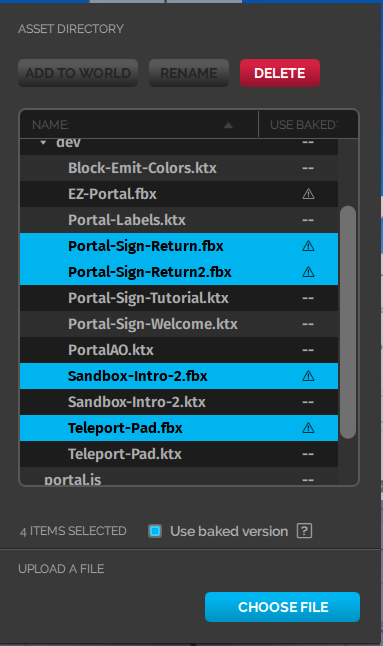 ASSET DIRECTORY
ADD TO WORLD RENAME DELETE
NAME: USE BAKED?
dev --
Block-Emit-Colors.ktx --
EZ-Portal.fbx ⚠
Portal-Labels.ktx --
Portal-Sign-Return.fbx ⚠
Portal-Sign-Return2.fbx ⚠
Portal-Sign-Tutorial.ktx --
Portal-Sign-Welcome.ktx --
PortalAO.ktx --
Sandbox-Intro-2.fbx ⚠
Sandbox-Intro-2.ktx --
Teleport-Pad.fbx ⚠
Teleport-Pad.ktx --
portal.js --
4 ITEMS SELECTED Use baked version ?
UPLOAD A FILE
CHOOSE FILE